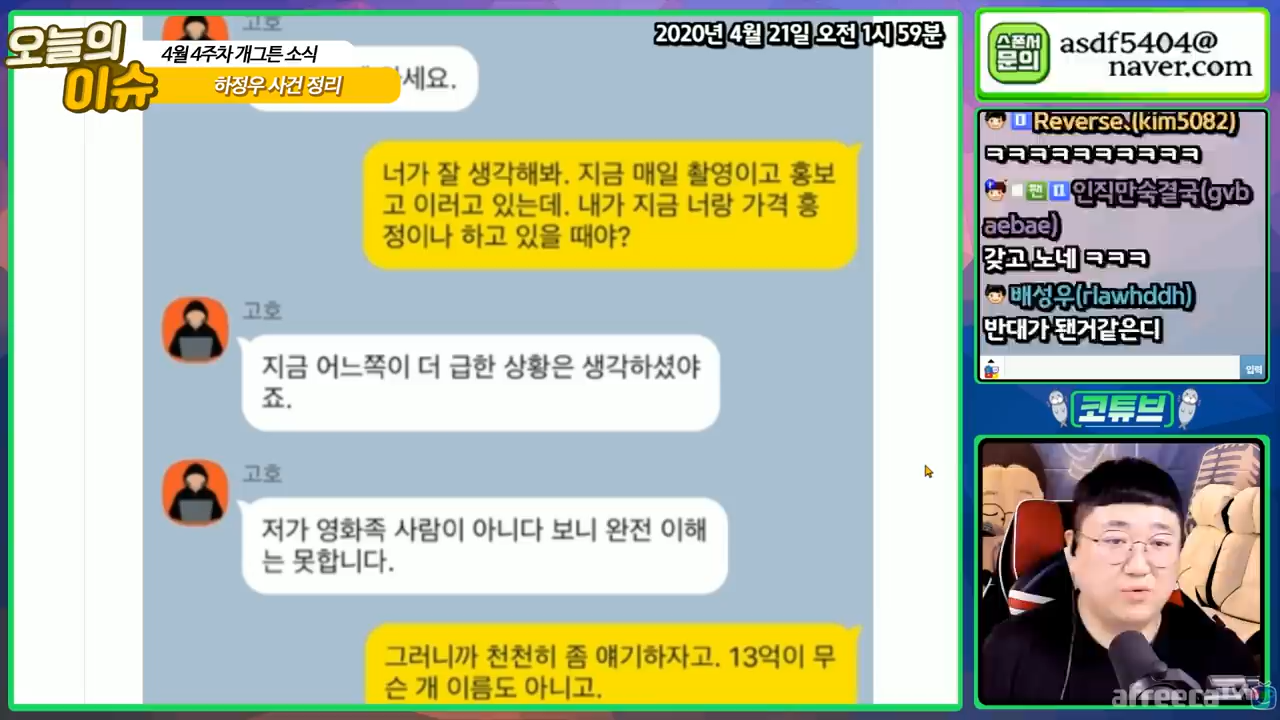 오늘의
이슈
4월 4주차 개그튼 소식
하정우 사건 정리
2020년 4월 21일 오전 1시 59분
고호
하세요.
너가 잘 생각해봐. 지금 매일 촬영이고 홍보
고 이러고 있는데. 내가 지금 너랑 가격 흥
정이나 하고 있을 때야?
고호
지금 어느쪽이 더 급한 상황은 생각하셨야
죠.
고호
저가 영화족 사람이 아니다 보니 완전 이해
는 못합니다.
그러니까 천천히 좀 얘기하자고. 13억이 무
슨 개 이름도 아니고.
스폰서
문의
asdf5404@
naver.com
Reverse.(kim5082)
ㅋㅋㅋㅋㅋㅋㅋㅋㅋㅋ
팬 인직만숙결국(gvb
aebae)
갖고 노네 ㅋㅋㅋ
배성우(rlawhddh)
반대가 됀거같은디
입력
코튜브
afreecaTV